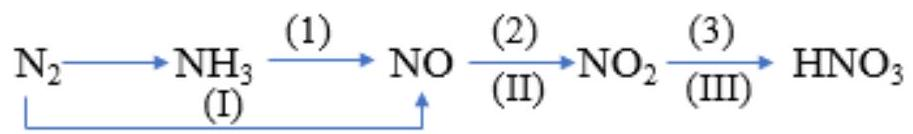 (1) (2) (3)
N₂ NH₃ NO NO₂ HNO₃
(I) (II) (III)